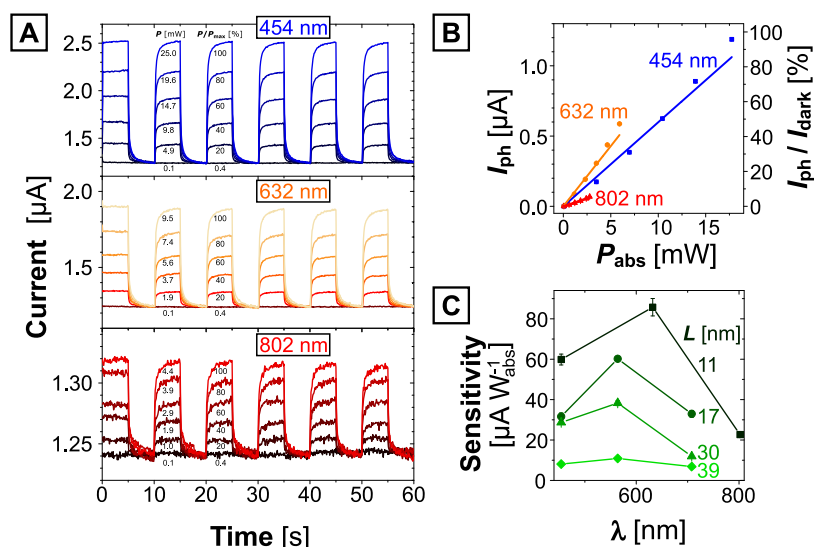 A
P [mW] P/Pmax [%] 454 nm
2.5
2.0
1.5
25.0 100
19.6 80
14.7 60
9.8 40
4.9 20
0.1 0.4
632 nm
2.0
1.5
9.5 100
7.4 80
5.6 60
3.7 40
1.9 20
0.1 0.4
802 nm
1.30
1.25
4.4 100
3.9 80
2.9 60
1.9 40
1.0 20
0.1 0.4
Current [µA]
0 10 20 30 40 50 60
Time [s]
B
Iph [µA]
1.0
0.5
0.0
454 nm
632 nm
802 nm
100
50
0
Iph / Idark [%]
0 5 10 15
Pabs [mW]
C
Sensitivity
[µA W-1abs]
80
60
40
20
0
L [nm]
11
17
30
39
600 800
λ [nm]